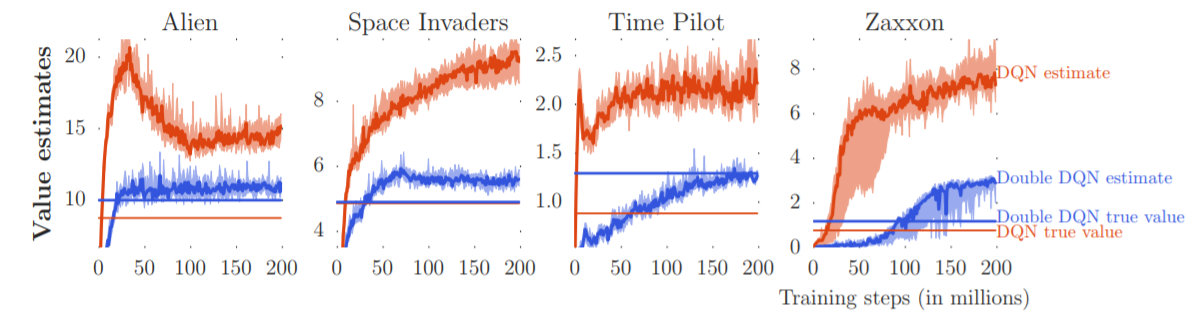 Alien
Space Invaders
Time Pilot
Zaxxon
Value estimates
20
15
10
8
6
4
2.5
2.0
1.5
1.0
8
6
4
2
0
DQN estimate
Double DQN estimate
Double DQN true value
DQN true value
0 50 100 150 200
0 50 100 150 200
0 50 100 150 200
0 50 100 150 200
Training steps (in millions)